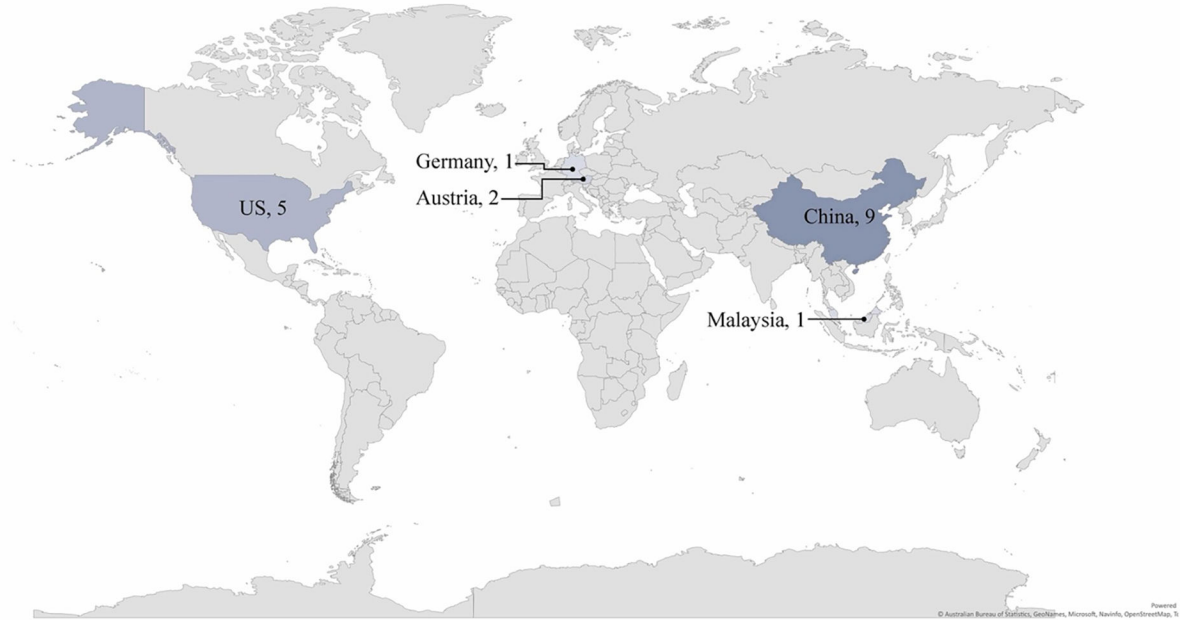 Germany, 1
Austria, 2
US, 5
China, 9
Malaysia, 1
Powered
© Australian Bureau of Statistics, GeoNames, Microsoft, Navinfo, OpenStreetMap,